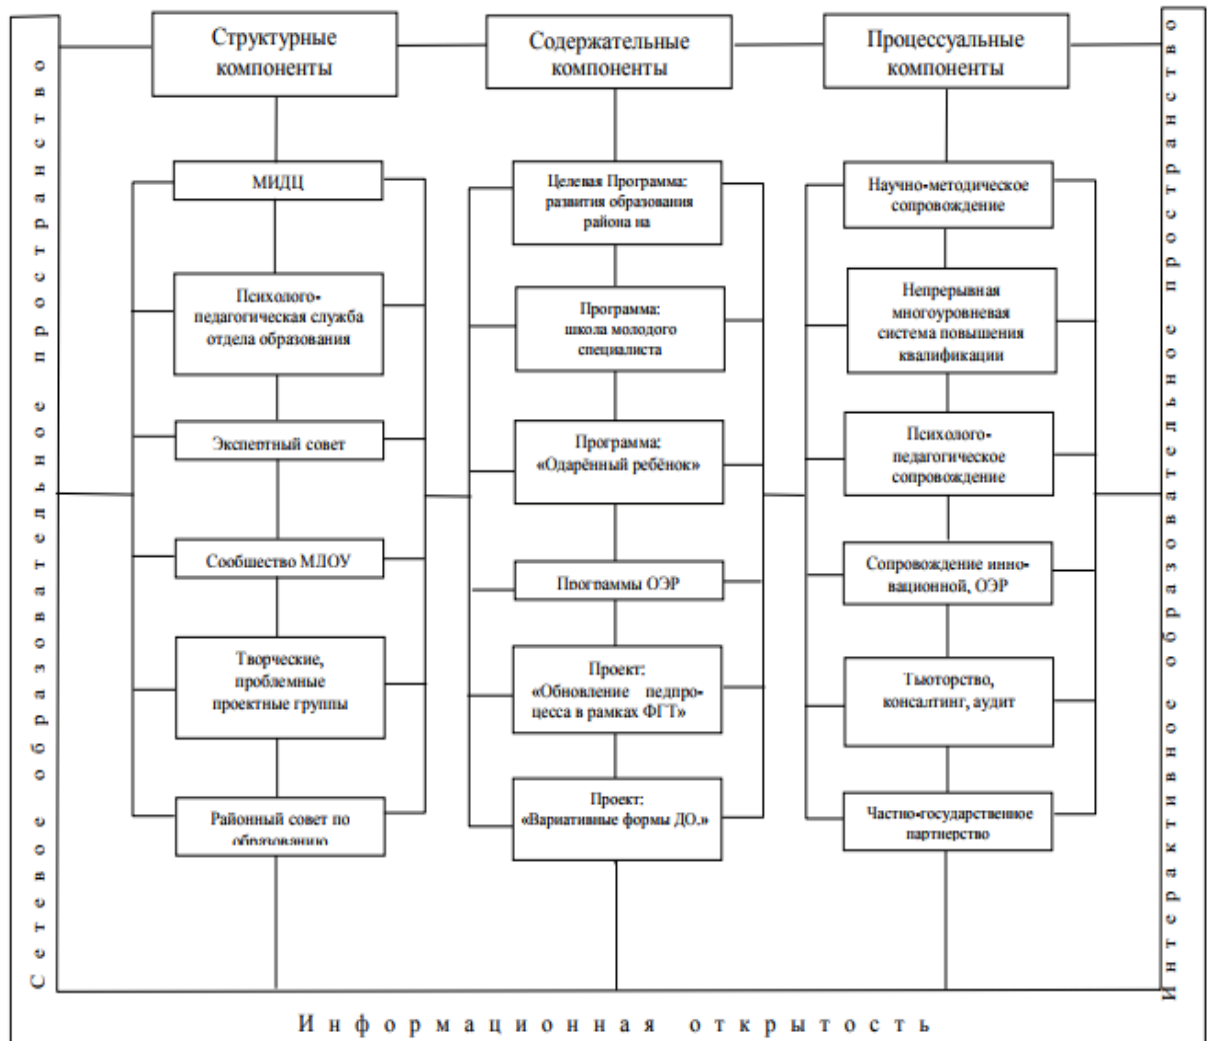 Сетевое образовательное пространство
Структурные
компоненты
МИДЦ
Психолого-
педагогическая служба
отдела образования
Экспертный совет
Сообщество МДОУ
Творческие,
проблемные
проектные группы
Районный совет по
образованию
Содержательные
компоненты
Целевая Программа:
развития образования
района на
Программа:
школа молодого
специалиста
Программа:
«Одарённый ребёнок»
Программы ОЭР
Проект:
«Обновление педпро-
цесса в рамках ФГТ»
Проект:
«Вариативные формы ДО.»
Процессуальные
компоненты
Научно-методическое
сопровождение
Непрерывная
многоуровневая
система повышения
квалификации
Психолого-
педагогическое
сопровождение
Сопровождение инно-
вационной, ОЭР
Тьюторство,
консалтинг, аудит
Частно-государственное
партнерство
Интерактивное образовательное пространство
Информационная открытость